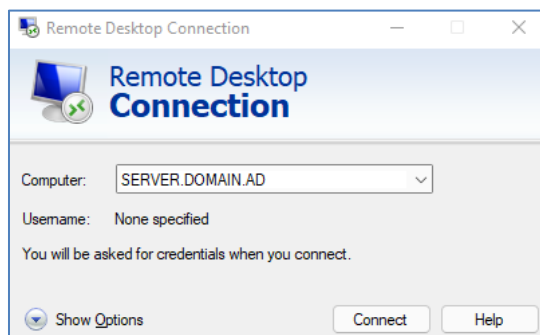 Remote Desktop Connection
Remote Desktop
Connection
Computer: SERVER.DOMAIN.AD
Username: None specified
You will be asked for credentials when you connect.
Show Options Connect Help